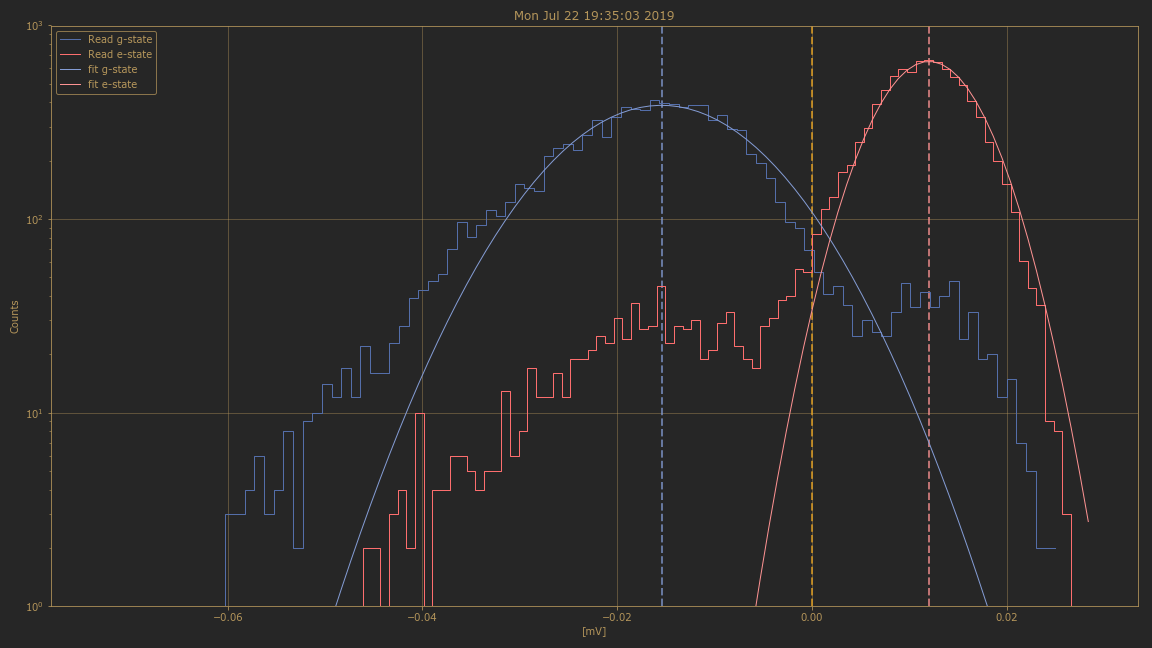 Mon Jul 22 19:35:03 2019
Read g-state
Read e-state
fit g-state
fit e-state
10³
10²
10¹
10⁰
Counts
−0.06 −0.04 −0.02 0.00 0.02
[mV]